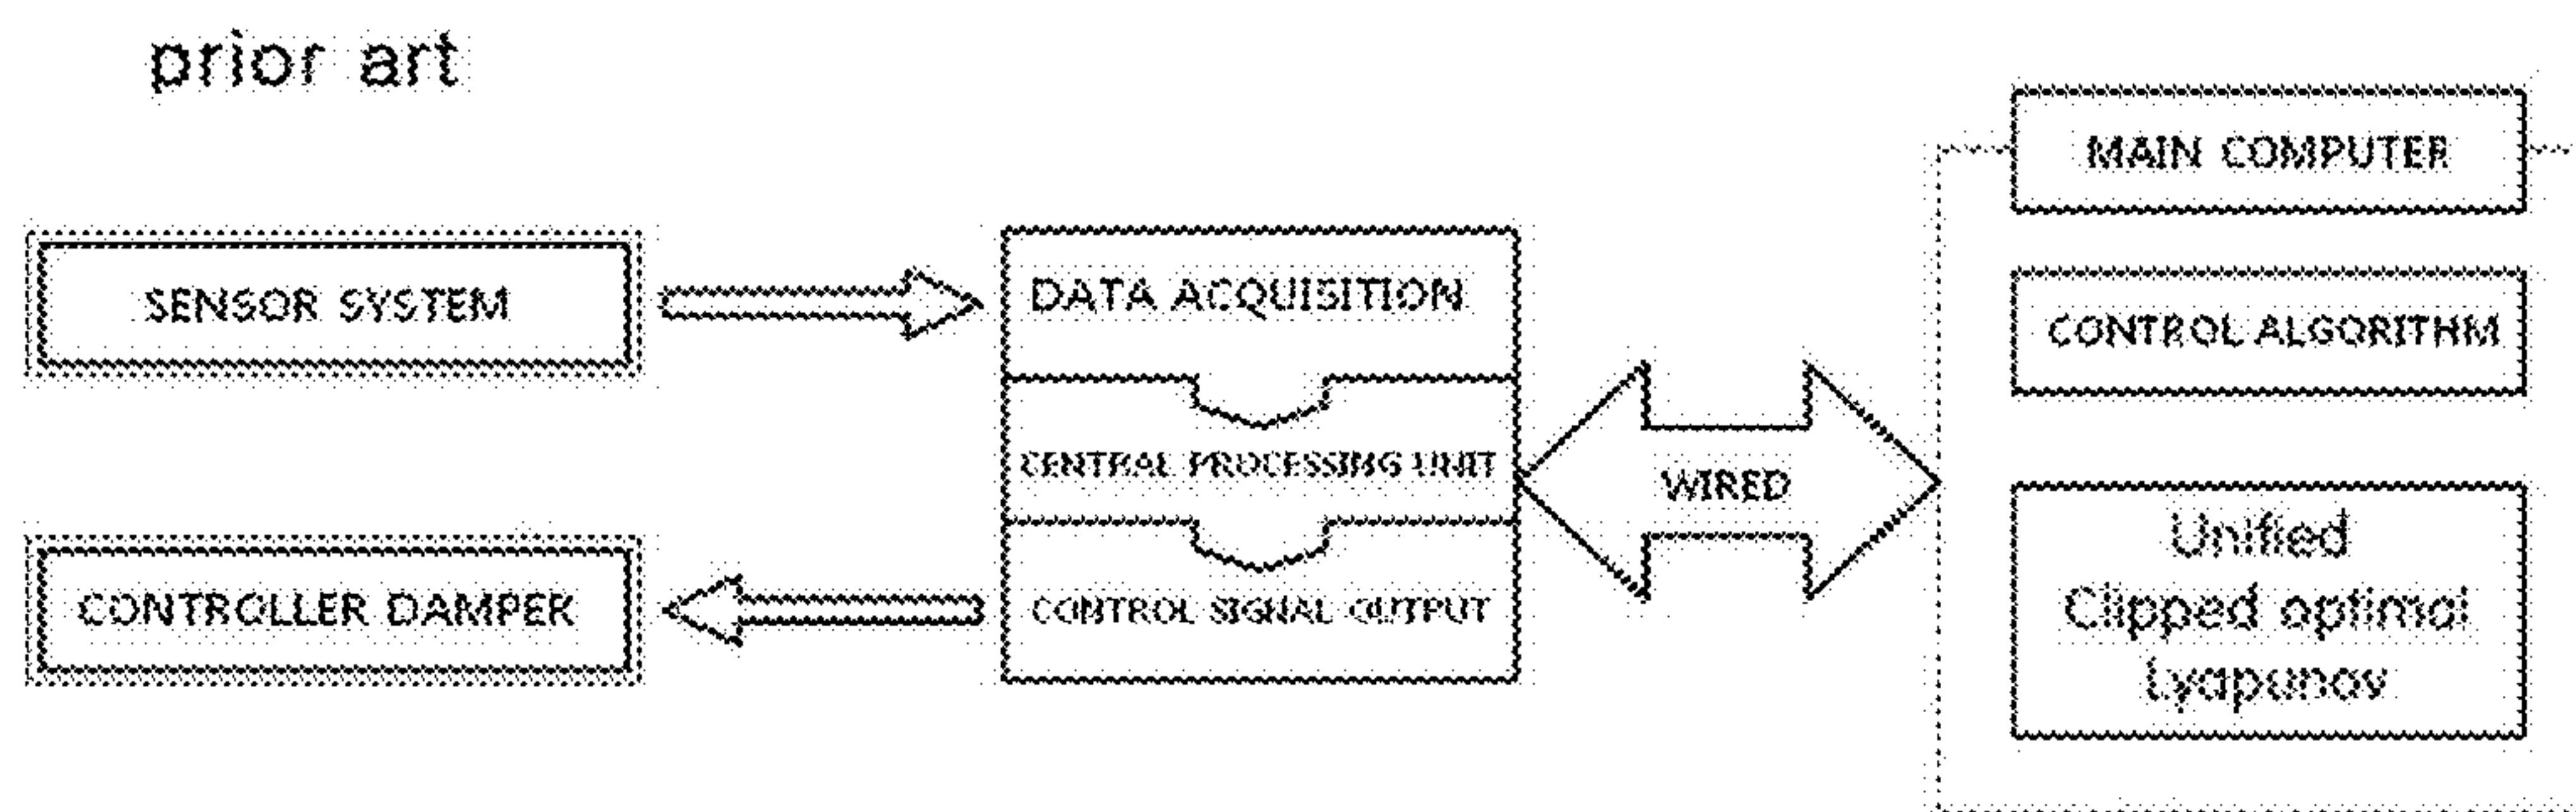 prior art
SENSOR SYSTEM
CONTROLLER DAMPER
DATA ACQUISITION
CENTRAL PROCESSING UNIT
CONTROL SIGNAL OUTPUT
WIRED
MAIN COMPUTER
CONTROL ALGORITHM
Unified
Clipped optimal
Lyapunov